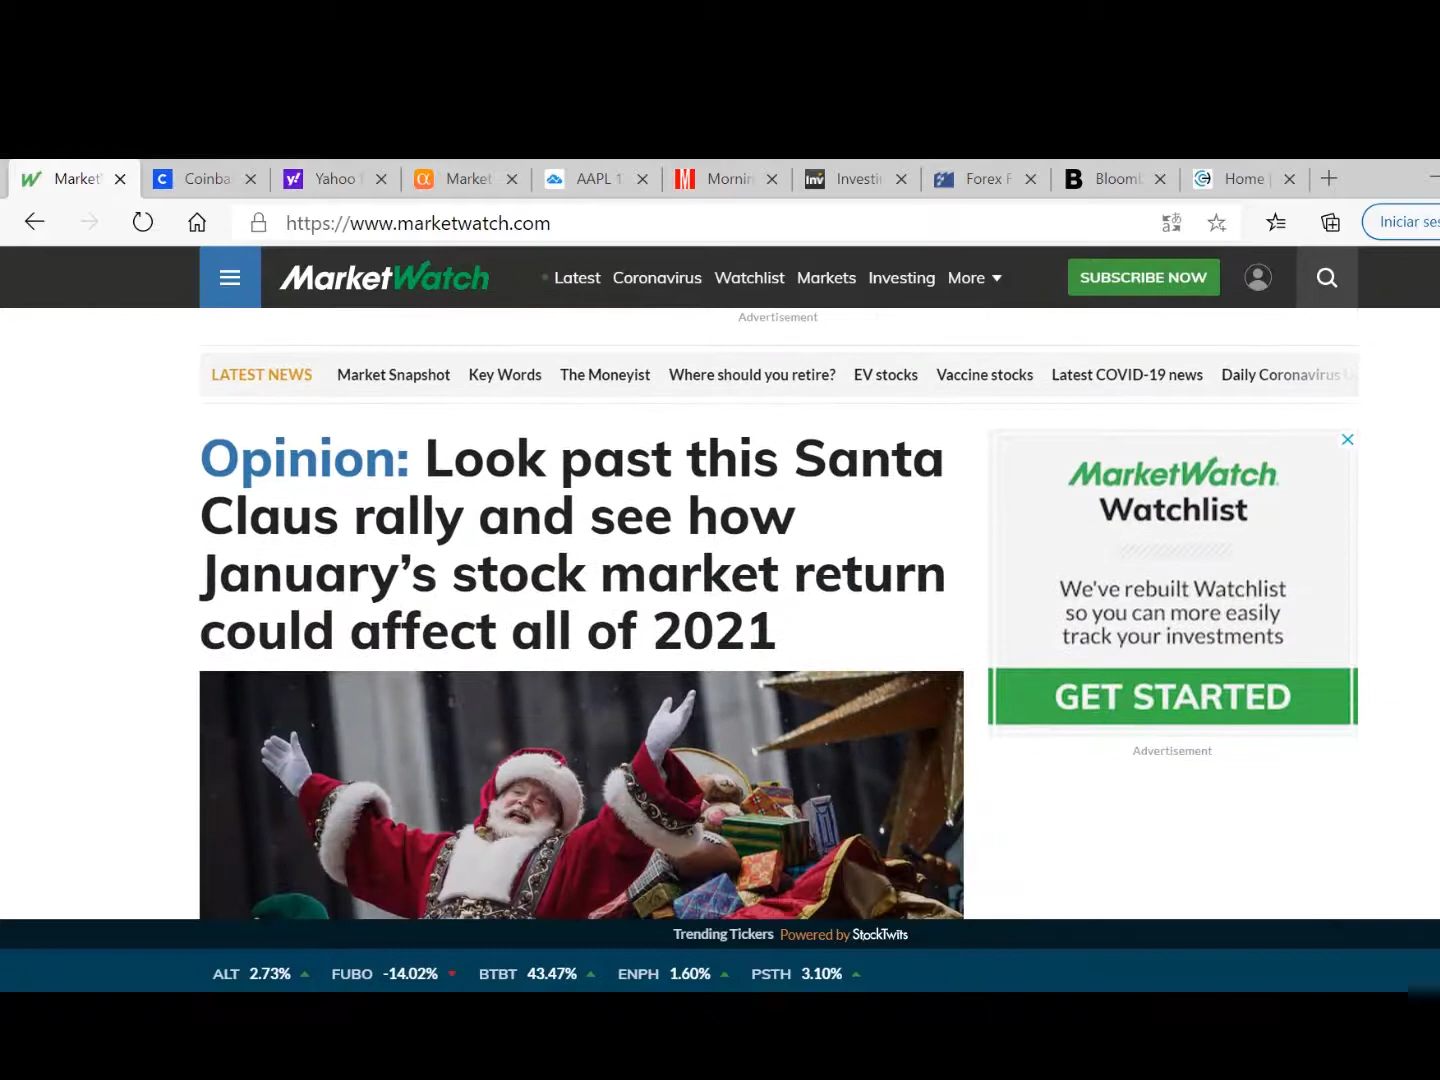 Market
Coinba
Yahoo
Market
AAPL 1
Mornin
Investi
Forex F
Bloom
Home
https://www.marketwatch.com
Iniciar ses
MarketWatch
Latest
Coronavirus
Watchlist
Markets
Investing
More
SUBSCRIBE NOW
Advertisement
LATEST NEWS
Market Snapshot
Key Words
The Moneyist
Where should you retire?
EV stocks
Vaccine stocks
Latest COVID-19 news
Daily Coronavirus
Opinion: Look past this Santa
Claus rally and see how
January’s stock market return
could affect all of 2021
MarketWatch
Watchlist
We've rebuilt Watchlist
so you can more easily
track your investments
GET STARTED
Advertisement
Trending Tickers Powered by StockTwits
ALT 2.73% FUBO -14.02% BTBT 43.47% ENPH 1.60% PSTH 3.10%